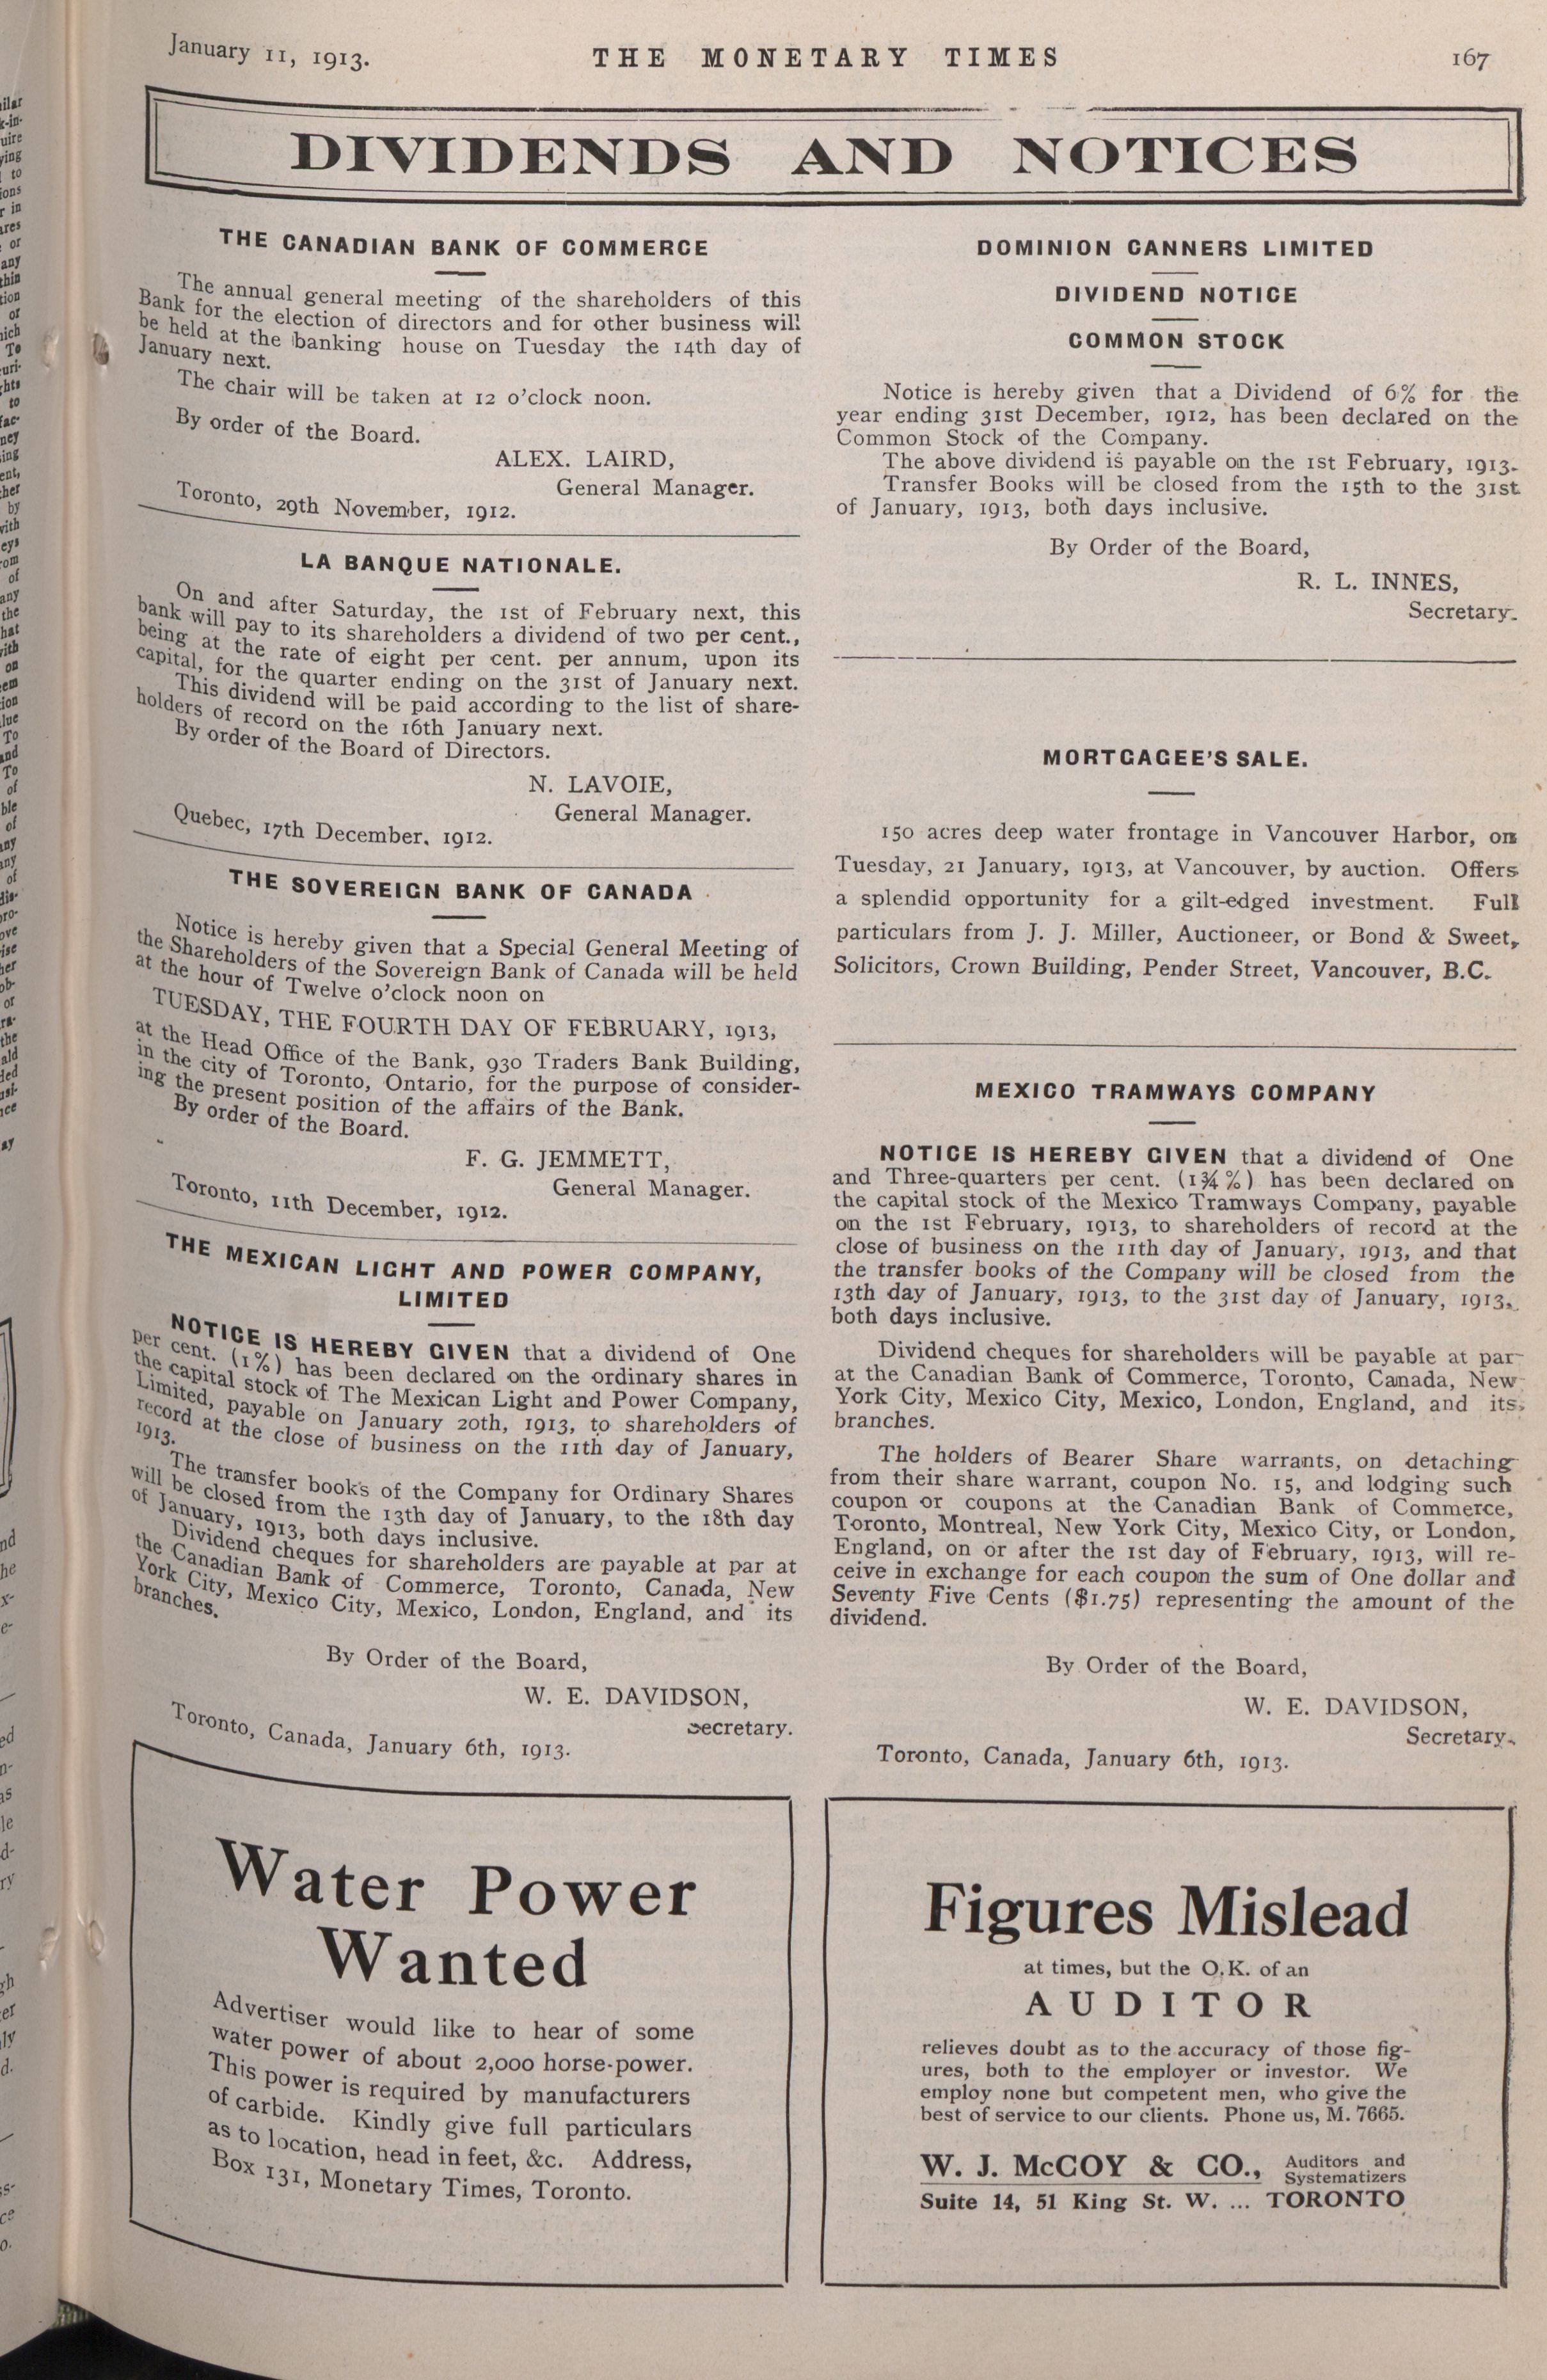 January 11, 1913.
THE MONETARY TIMES
167
DIVIDENDS AND NOTICES
THE CANADIAN BANK OF COMMERCE
The annual general meeting of the shareholders of this
Bank for the election of directors and for other business will
be held at the banking house on Tuesday the 14th day of
January next.
The chair will be taken at 12 o'clock noon.
By order of the Board.
ALEX. LAIRD,
General Manager.
Toronto, 29th November, 1912.
LA BANQUE NATIONALE.
On and after Saturday, the 1st of February next, this
bank will pay to its shareholders a dividend of two per cent.,
being at the rate of eight per cent. per annum, upon its
capital, for the quarter ending on the 31st of January next.
This dividend will be paid according to the list of share-
holders of record on the 16th January next.
By order of the Board of Directors.
N. LAVOIE,
General Manager.
Quebec, 17th December, 1912.
THE SOVEREIGN BANK OF CANADA
Notice is hereby given that a Special General Meeting of
the Shareholders of the Sovereign Bank of Canada will be held
at the hour of Twelve o'clock noon on
TUESDAY, THE FOURTH DAY OF FEBRUARY, 1913,
at the Head Office of the Bank, 930 Traders Bank Building,
in the city of Toronto, Ontario, for the purpose of consider-
ing the present position of the affairs of the Bank.
By order of the Board.
F. G. JEMMETT,
General Manager.
Toronto, 11th December, 1912.
THE MEXICAN LIGHT AND POWER COMPANY,
LIMITED
NOTICE IS HEREBY GIVEN that a dividend of One
per cent. (1%) has been declared on the ordinary shares in
the capital stock of The Mexican Light and Power Company,
Limited, payable on January 20th, 1913, to shareholders of
record at the close of business on the 11th day of January,
1913.
The transfer books of the Company for Ordinary Shares
will be closed from the 13th day of January, to the 18th day
of January, 1913, both days inclusive.
Dividend cheques for shareholders are payable at par at
the Canadian Bank of Commerce, Toronto, Canada, New
York City, Mexico City, Mexico, London, England, and its
branches.
By Order of the Board,
W. E. DAVIDSON,
Secretary.
Toronto, Canada, January 6th, 1913.
Water Power
Wanted
Advertiser would like to hear of some
water power of about 2,000 horse-power.
This power is required by manufacturers
of carbide. Kindly give full particulars
as to location, head in feet, &c. Address,
Box 131, Monetary Times, Toronto.
DOMINION CANNERS LIMITED
DIVIDEND NOTICE
COMMON STOCK
Notice is hereby given that a Dividend of 6% for the
year ending 31st December, 1912, has been declared on the
Common Stock of the Company.
The above dividend is payable on the 1st February, 1913.
Transfer Books will be closed from the 15th to the 31st
of January, 1913, both days inclusive.
By Order of the Board,
R. L. INNES,
Secretary.
MORTGAGEE'S SALE.
150 acres deep water frontage in Vancouver Harbor, on
Tuesday, 21 January, 1913, at Vancouver, by auction. Offers
a splendid opportunity for a gilt-edged investment. Full
particulars from J. J. Miller, Auctioneer, or Bond & Sweet,
Solicitors, Crown Building, Pender Street, Vancouver, B.C.
MEXICO TRAMWAYS COMPANY
NOTICE IS HEREBY GIVEN that a dividend of One
and Three-quarters per cent. (1¾%) has been declared on
the capital stock of the Mexico Tramways Company, payable
on the 1st February, 1913, to shareholders of record at the
close of business on the 11th day of January, 1913, and that
the transfer books of the Company will be closed from the
13th day of January, 1913, to the 31st day of January, 1913,
both days inclusive.
Dividend cheques for shareholders will be payable at par
at the Canadian Bank of Commerce, Toronto, Canada, New
York City, Mexico City, Mexico, London, England, and its
branches.
The holders of Bearer Share warrants, on detaching
from their share warrant, coupon No. 15, and lodging such
coupon or coupons at the Canadian Bank of Commerce,
Toronto, Montreal, New York City, Mexico City, or London,
England, on or after the 1st day of February, 1913, will re-
ceive in exchange for each coupon the sum of One dollar and
Seventy Five Cents ($1.75) representing the amount of the
dividend.
By Order of the Board,
W. E. DAVIDSON,
Secretary.
Toronto, Canada, January 6th, 1913.
Figures Mislead
at times, but the O.K. of an
AUDITOR
relieves doubt as to the accuracy of those fig-
ures, both to the employer or investor. We
employ none but competent men, who give the
best of service to our clients. Phone us, M. 7665.
W. J. McCOY & CO., Auditors and
Systematizers
Suite 14, 51 King St. W. ... TORONTO